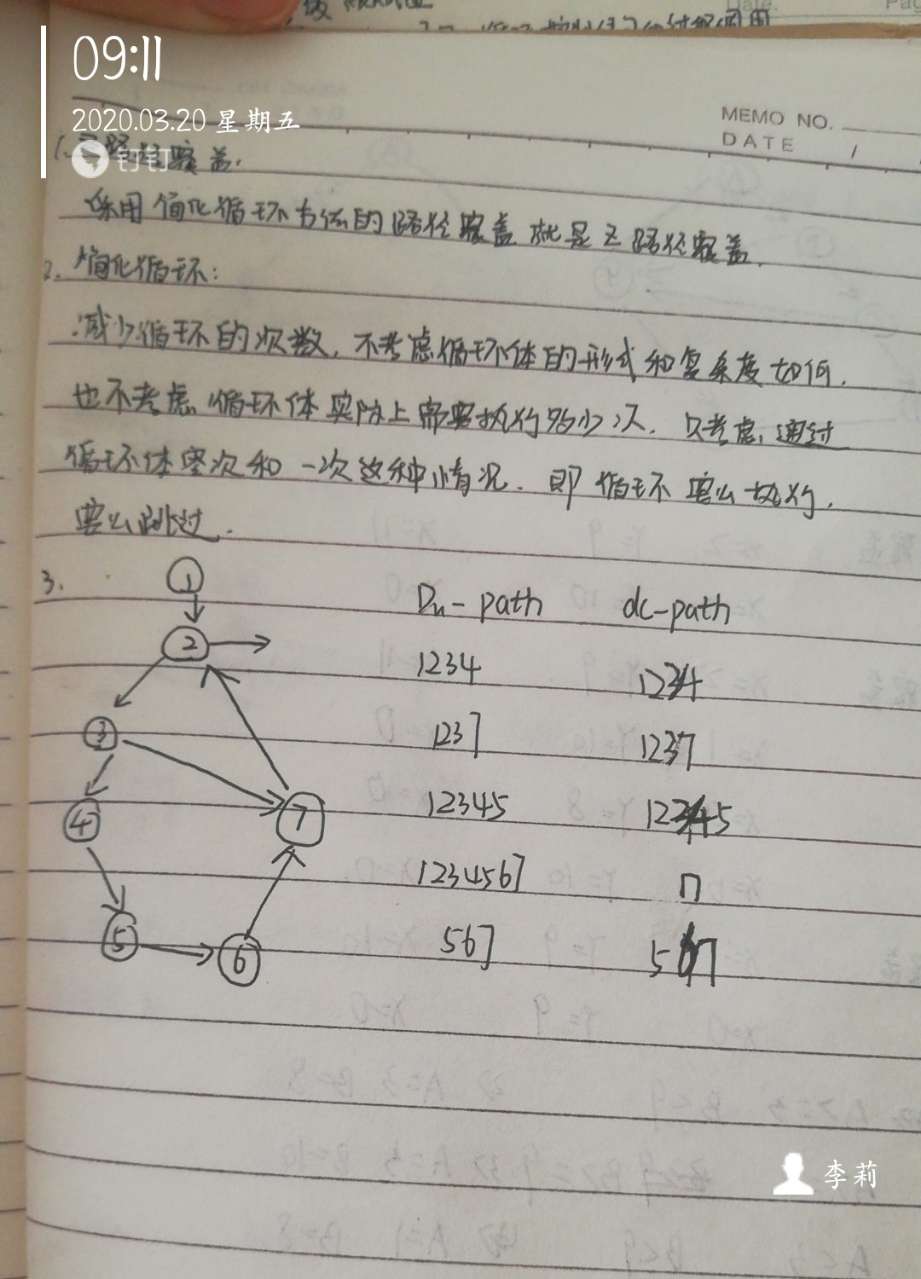 09:11
2020.03.20 星期五
钉钉
MEMO NO.
DATE /
1. Z路径覆盖.
采用简化循环方法的路径覆盖就是Z路径覆盖.
2. 简化循环:
减少循环的次数, 不考虑循环体的形式和复杂度如何.
也不考虑循环体实际上需要执行多少次. 只考虑通过
循环体零次和一次这种情况. 即循环要么执行,
要么跳过.
3.
1
2
3
4
5
6
7
Du-path dc-path
1234 1234
1237 1237
12345 12345
1234567 17
567 567
李莉